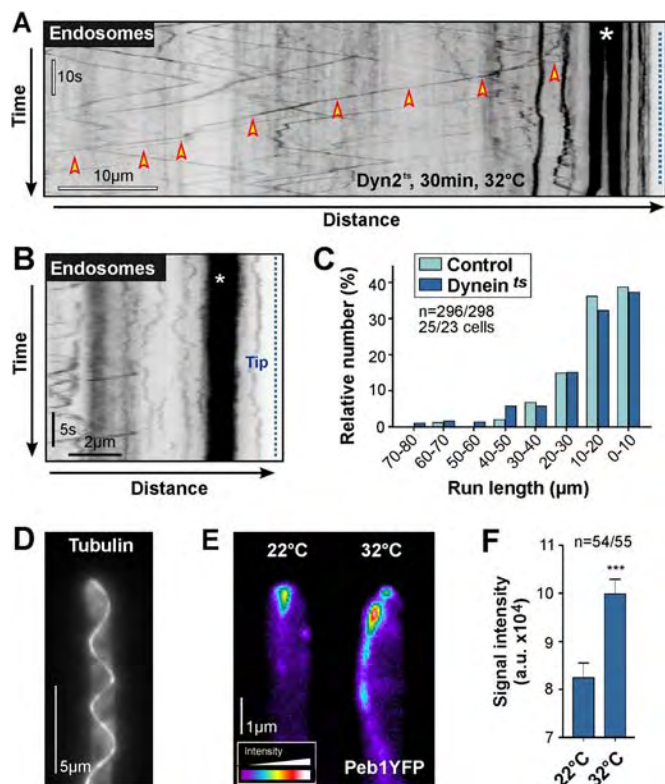 A
Endosomes
*
10s
Time
10µm
Dyn2ts, 30min, 32°C
Distance
B
Endosomes
*
Tip
Time
5s
2µm
Distance
C
Control
Dynein ts
n=296/298
25/23 cells
Relative number (%)
40
30
20
10
0
70-80
60-70
50-60
40-50
30-40
20-30
10-20
0-10
Run length (µm)
D
Tubulin
5µm
E
22°C
32°C
1µm
Intensity
Peb1YFP
F
n=54/55
***
Signal intensity
(a.u. x10⁴)
11
10
9
8
7
22°C
32°C